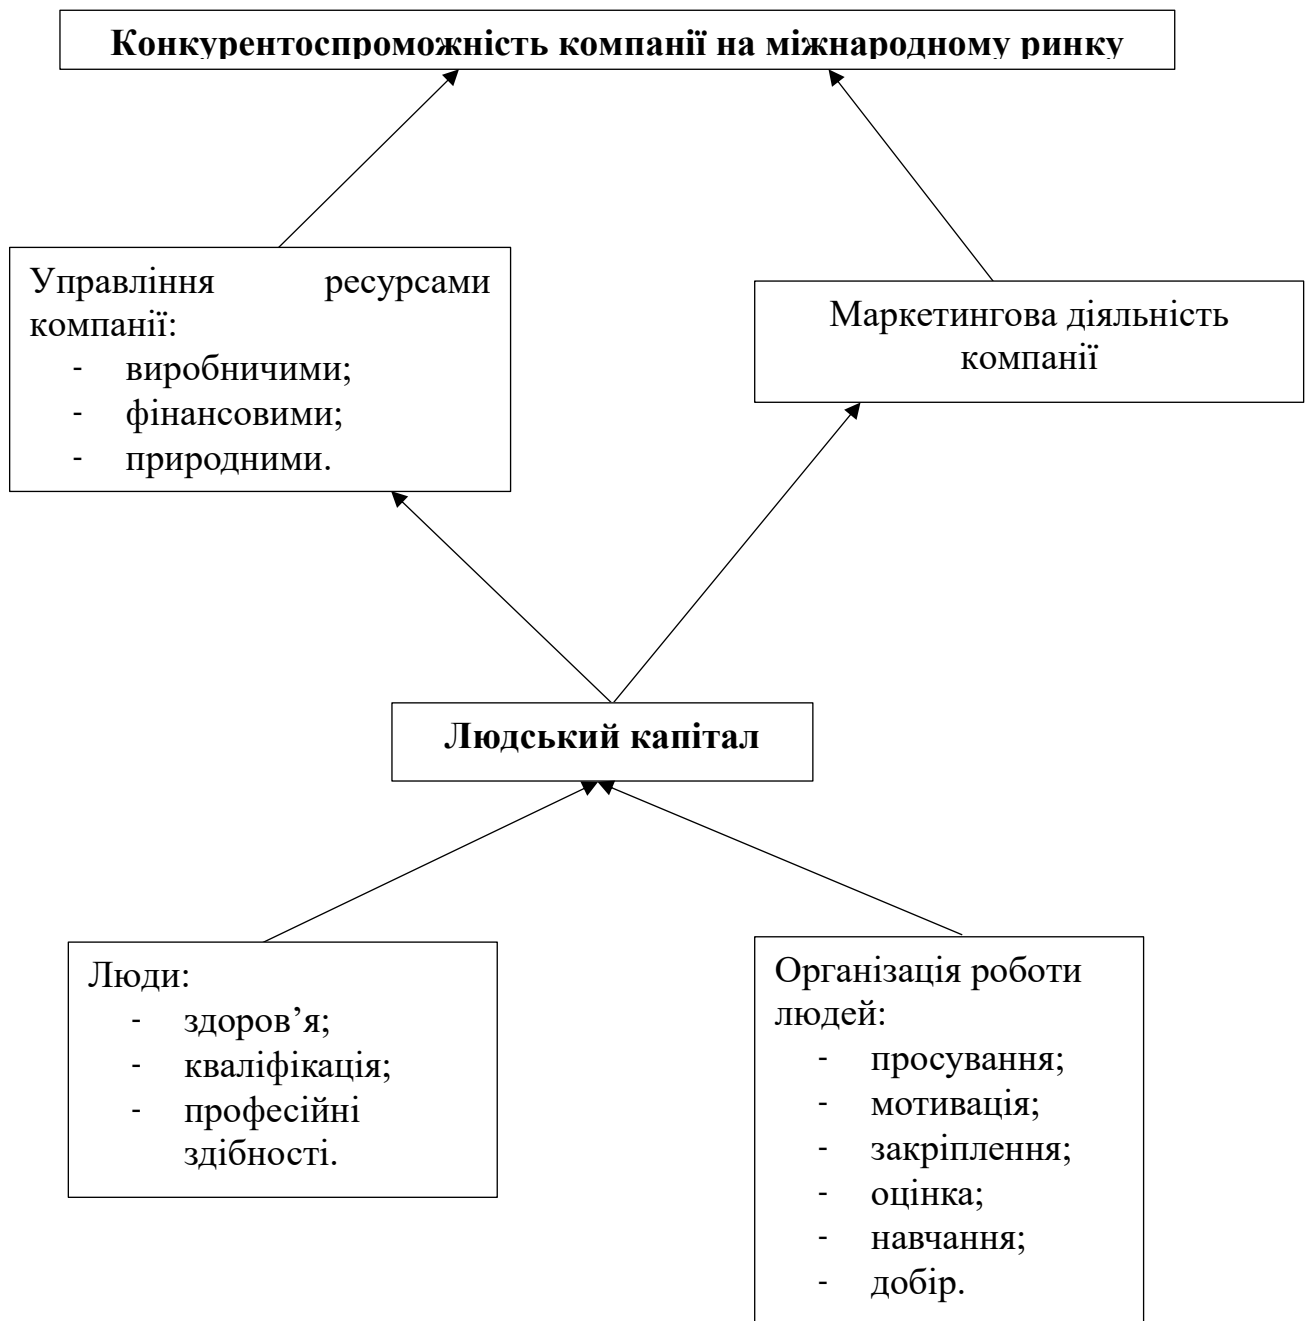 Конкурентоспроможність компанії на міжнародному ринку
Управління ресурсами
компанії:
- виробничими;
- фінансовими;
- природними.
Маркетингова діяльність
компанії
Людський капітал
Люди:
- здоров’я;
- кваліфікація;
- професійні
здібності.
Організація роботи
людей:
- просування;
- мотивація;
- закріплення;
- оцінка;
- навчання;
- добір.